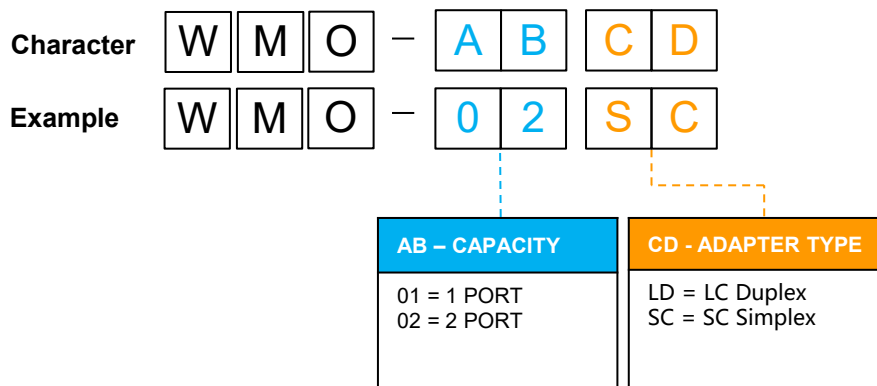 Character W M O – A B C D
Example W M O – 0 2 S C
AB – CAPACITY
01 = 1 PORT
02 = 2 PORT
CD - ADAPTER TYPE
LD = LC Duplex
SC = SC Simplex